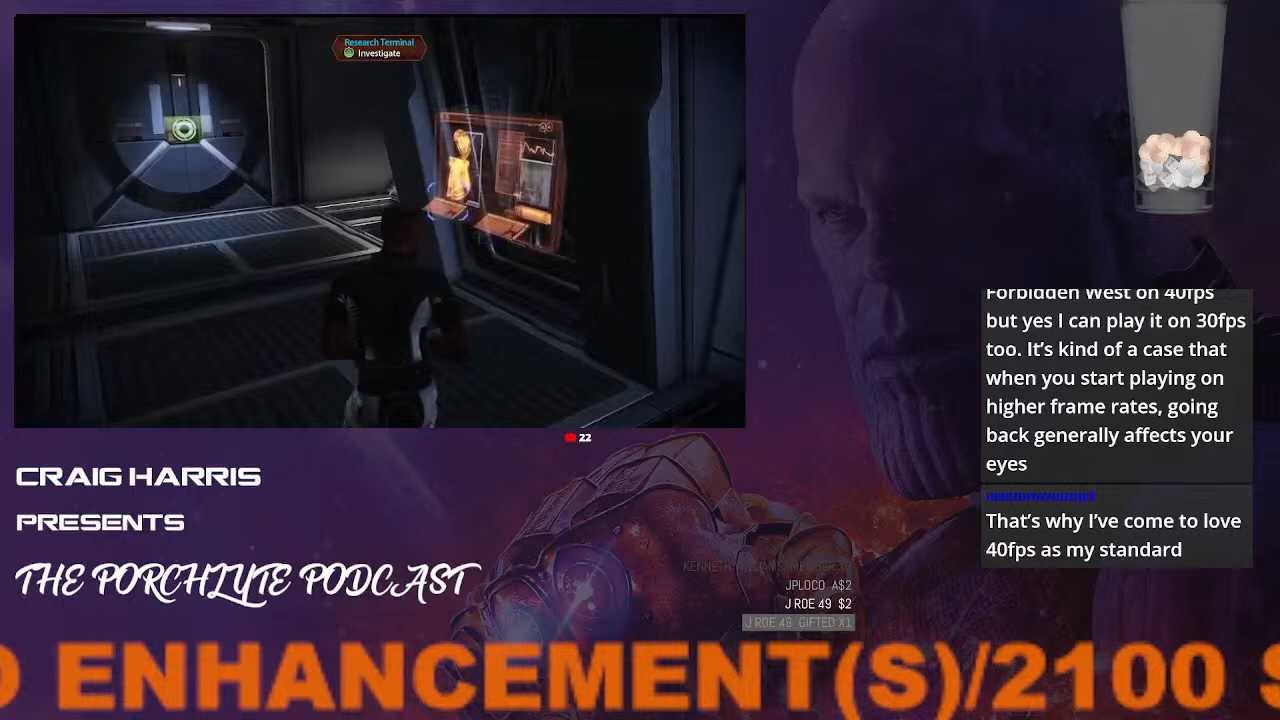 Research Terminal
Investigate
22
CRAIG HARRIS
PRESENTS
THE PORCHLYTE PODCAST
Forbidden West on 40fps
but yes I can play it on 30fps
too. It’s kind of a case that
when you start playing on
higher frame rates, going
back generally affects your
eyes
That’s why I’ve come to love
40fps as my standard
JPLOCO A$2
J ROE 49 $2
J ROE 49 GIFTED X1
ENHANCEMENT(S)/2100 S